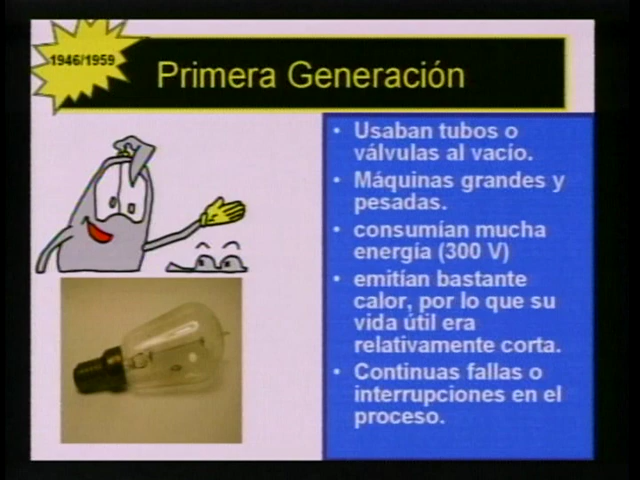 1946/1959
Primera Generación
• Usaban tubos o
válvulas al vacío.
• Máquinas grandes y
pesadas.
• consumían mucha
energía (300 V)
• emitían bastante
calor, por lo que su
vida útil era
relativamente corta.
• Continuas fallas o
interrupciones en el
proceso.